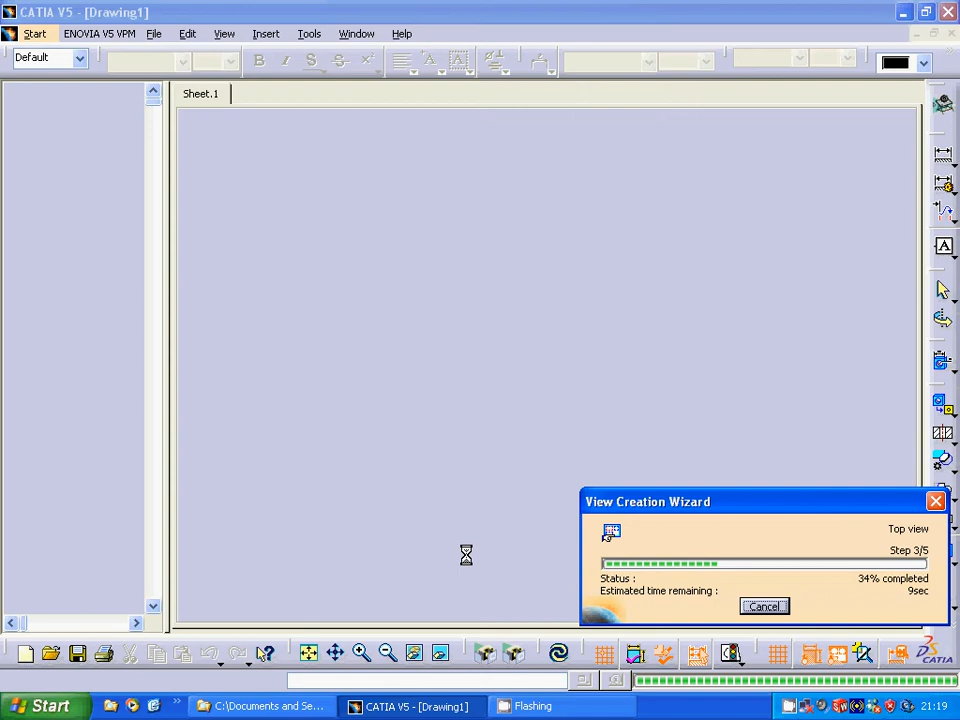 CATIA V5 - [Drawing1]
Start ENOVIA V5 VPM File Edit View Insert Tools Window Help
Default
B I S S x²
Sheet.1
A
View Creation Wizard
Top view
Step 3/5
Status : 34% completed
Estimated time remaining : 9sec
Cancel
CATIA
Start C:\Documents and Se... CATIA V5 - [Drawing1] Flashing 21:19